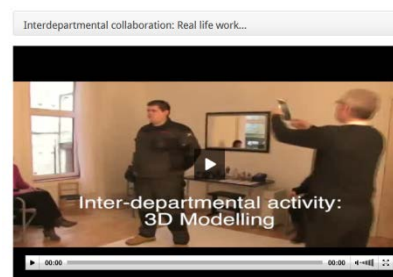 Interdepartmental collaboration: Real life work...
Inter-departmental activity:
3D Modelling
00:00
00:00